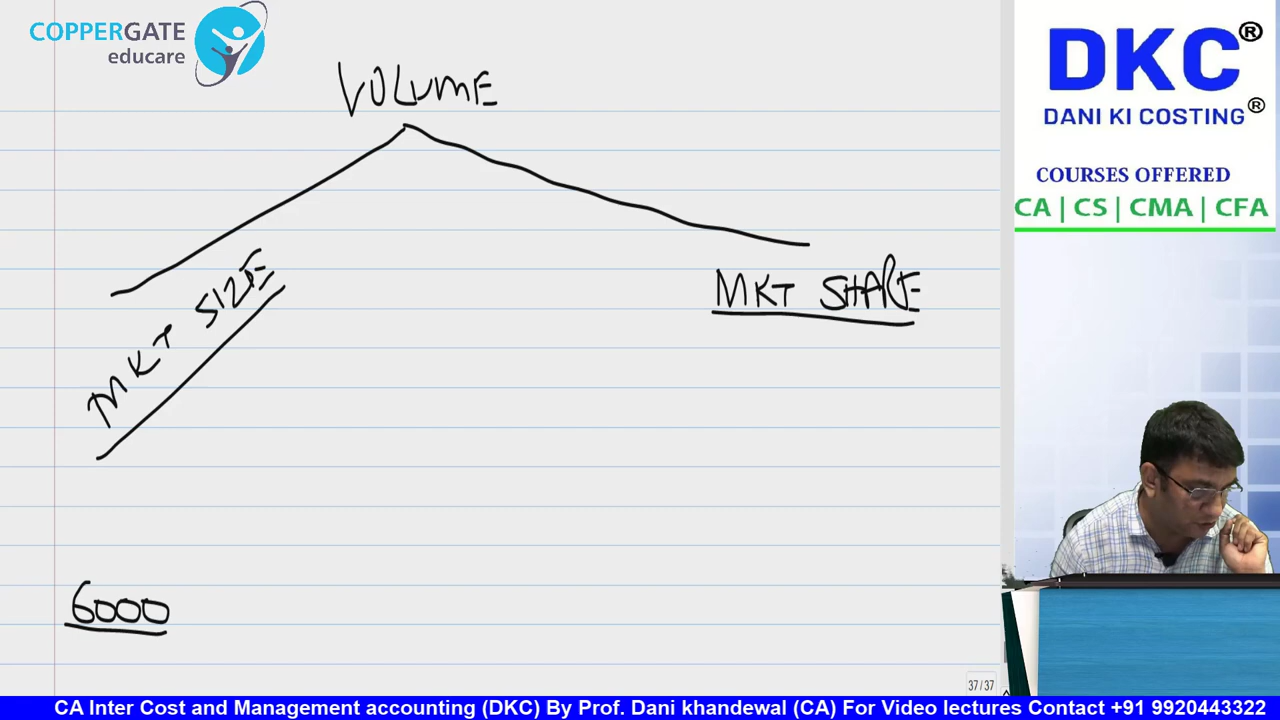 COPPERGATE
educare
VOLUME
MKT SIZE
MKT SHARE
6000
37/37
DKC®
DANI KI COSTING®
COURSES OFFERED
CA | CS | CMA | CFA
CA Inter Cost and Management accounting (DKC) By Prof. Dani khandewal (CA) For Video lectures Contact +91 9920443322